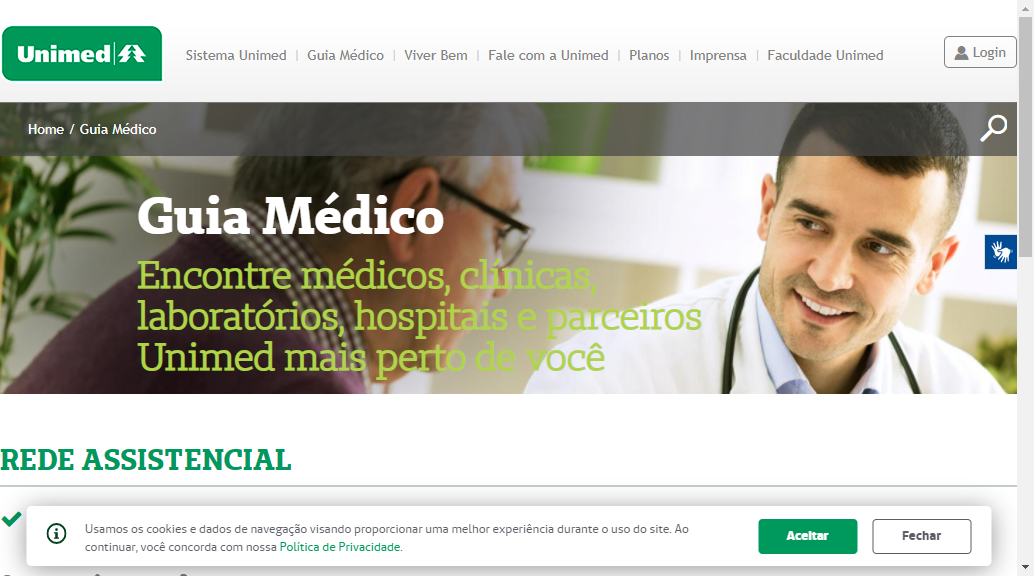 Unimed
Sistema Unimed | Guia Médico | Viver Bem | Fale com a Unimed | Planos | Imprensa | Faculdade Unimed
Login
Home / Guia Médico
Guia Médico
Encontre médicos, clínicas,
laboratórios, hospitais e parceiros
Unimed mais perto de você
REDE ASSISTENCIAL
Usamos os cookies e dados de navegação visando proporcionar uma melhor experiência durante o uso do site. Ao
continuar, você concorda com nossa Política de Privacidade.
Aceitar
Fechar